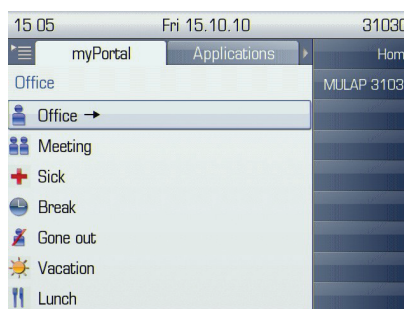 15 05 Fri 15.10.10 31030
myPortal Applications Hom
Office MULAP 3103
Office →
Meeting
Sick
Break
Gone out
Vacation
Lunch